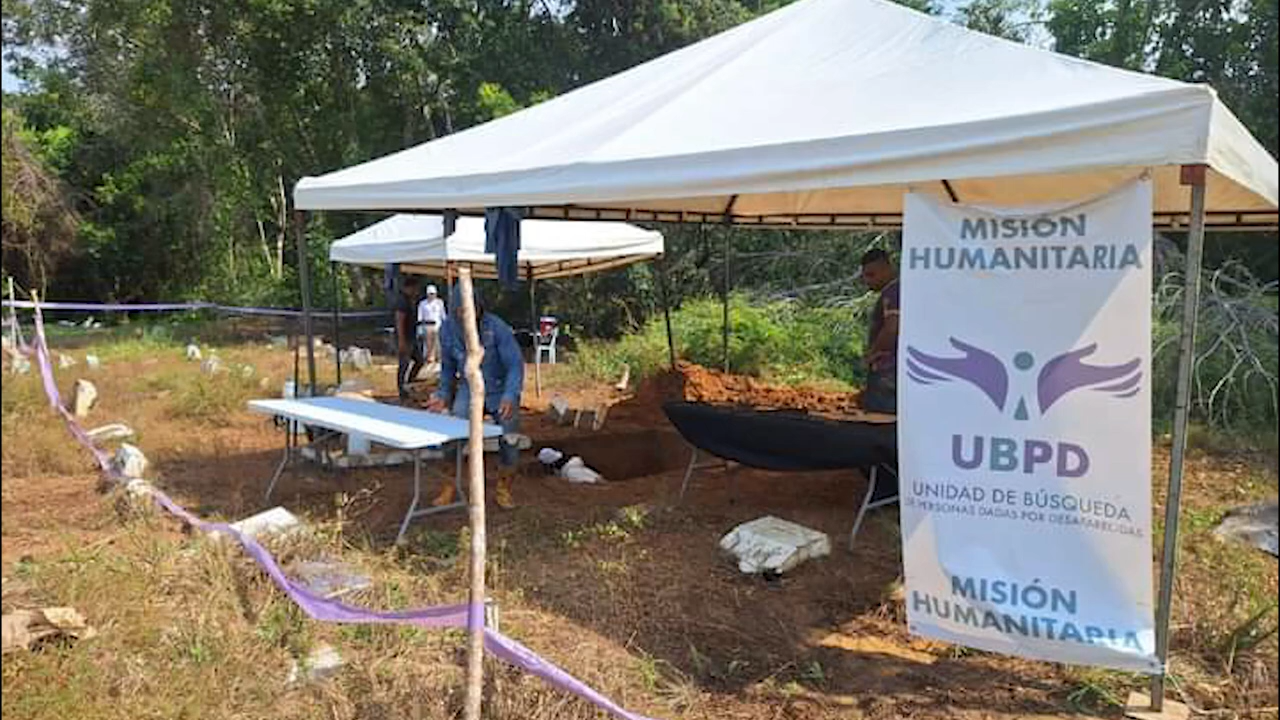 MISIÓN
HUMANITARIA
UBPD
UNIDAD DE BÚSQUEDA
DE PERSONAS DADAS POR DESAPARECIDAS
MISIÓN
HUMANITARIA